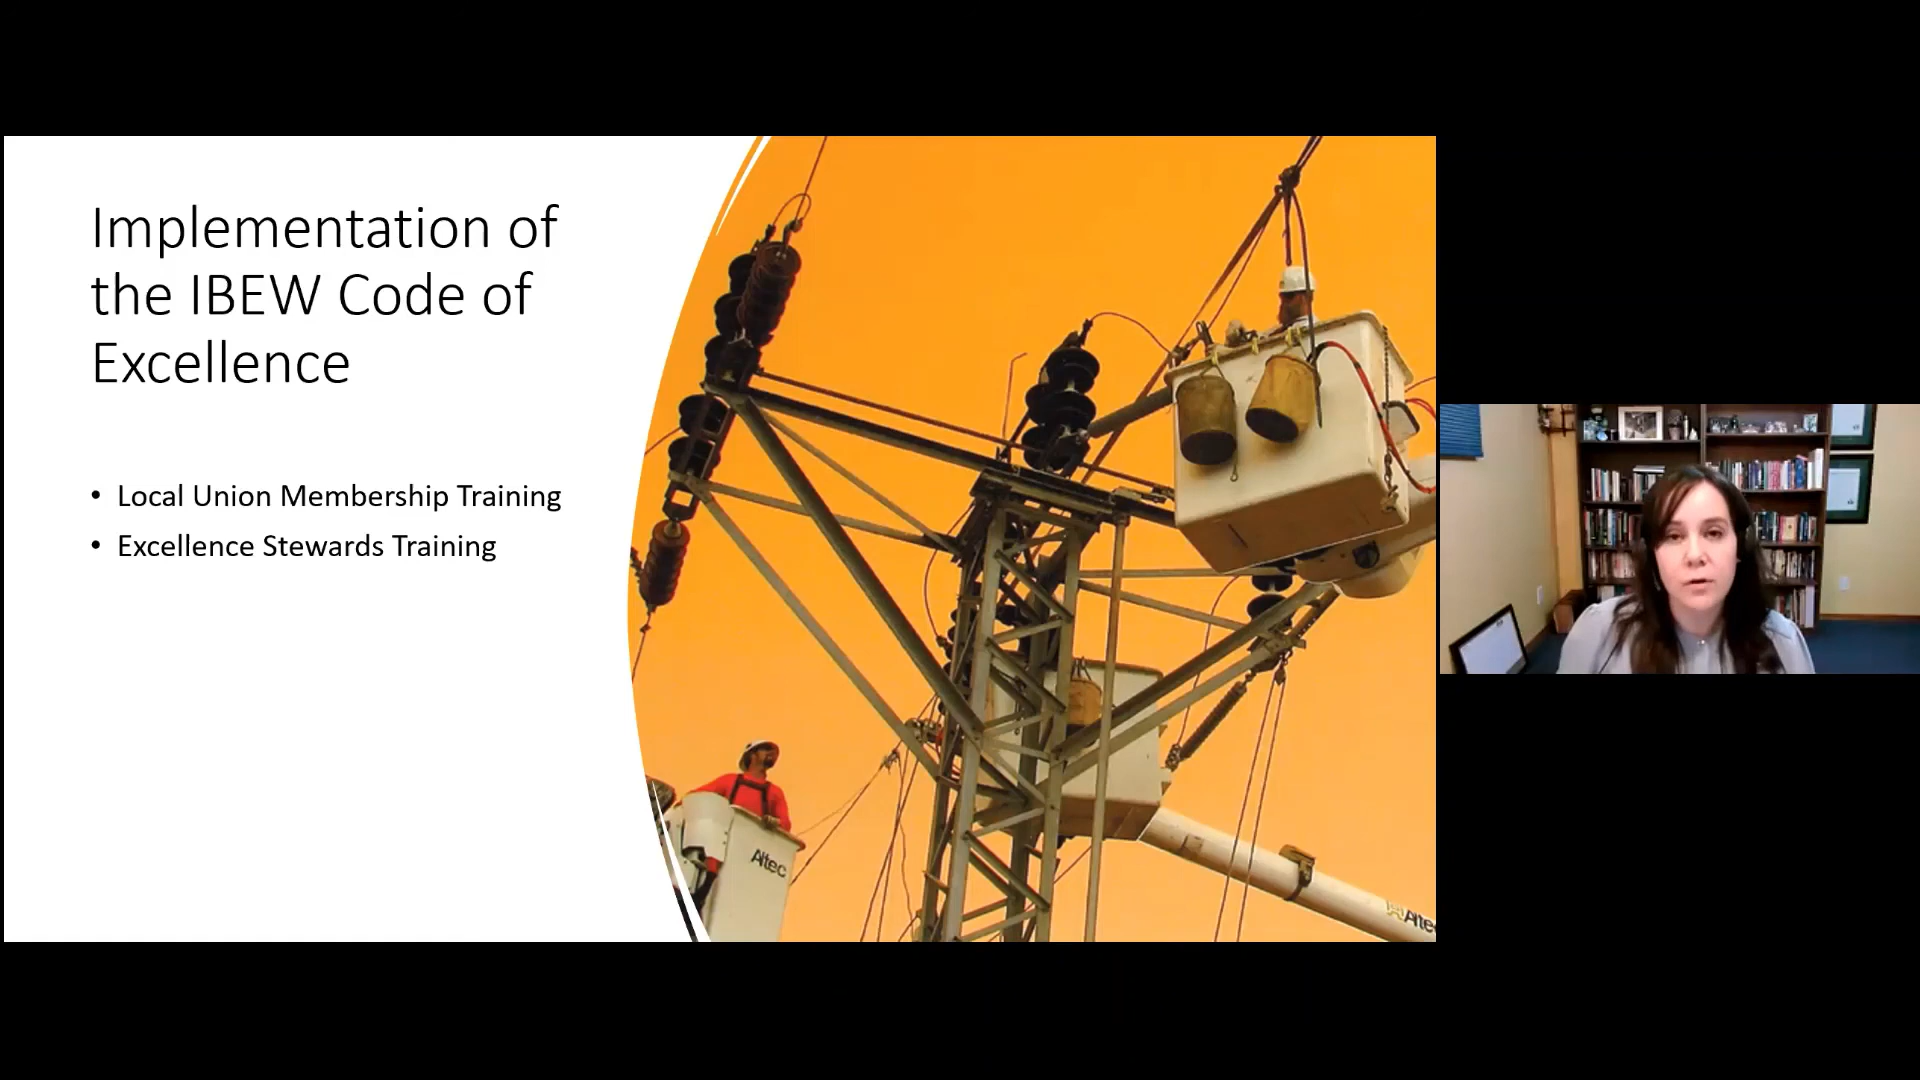 Implementation of
the IBEW Code of
Excellence
• Local Union Membership Training
• Excellence Stewards Training
Altec
Altec